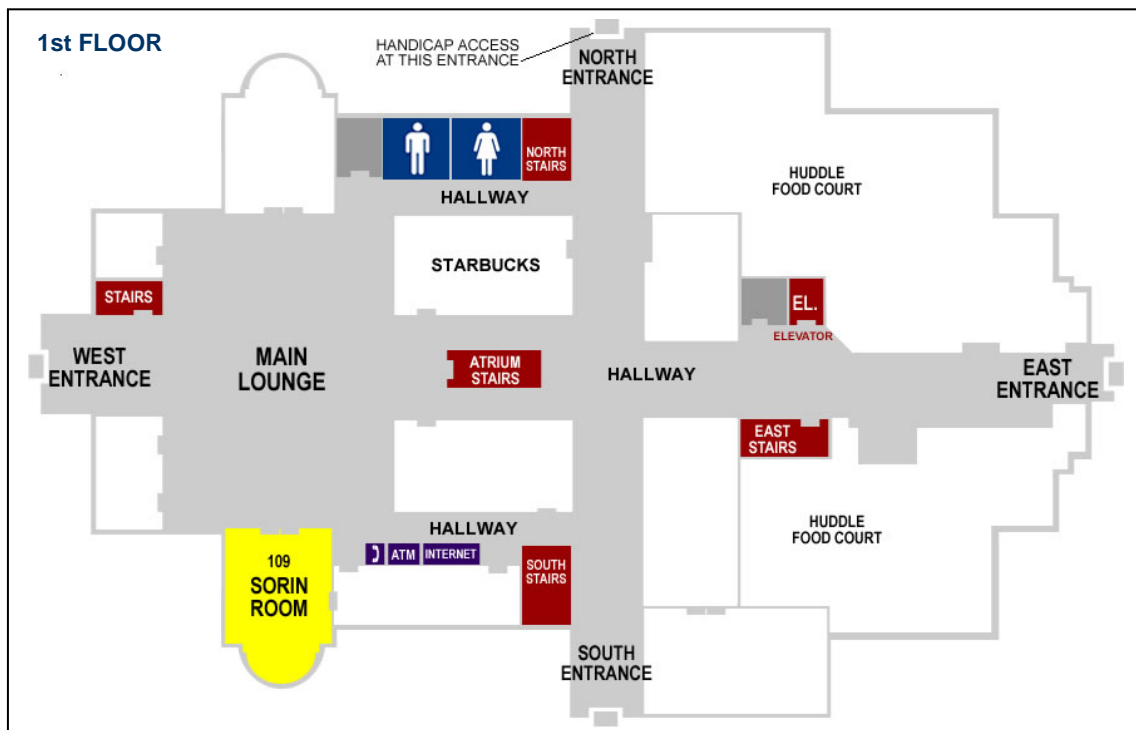 1st FLOOR
HANDICAP ACCESS
AT THIS ENTRANCE
NORTH
ENTRANCE
NORTH
STAIRS
HALLWAY
HUDDLE
FOOD COURT
STARBUCKS
STAIRS
EL.
ELEVATOR
WEST
ENTRANCE
MAIN
LOUNGE
ATRIUM
STAIRS
HALLWAY
EAST
ENTRANCE
EAST
STAIRS
HALLWAY
HUDDLE
FOOD COURT
ATM
INTERNET
SOUTH
STAIRS
109
SORIN
ROOM
SOUTH
ENTRANCE